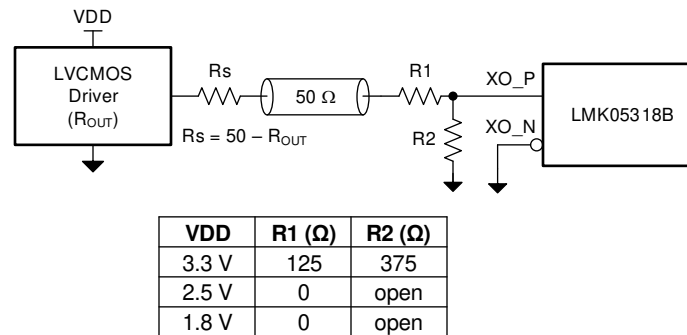 VDD
LVCMOS
Driver
(ROUT)
Rs
Rs = 50 – ROUT
50 Ω
R1
R2
XO_P
XO_N
LMK05318B
VDD R1 (Ω) R2 (Ω)
3.3 V 125 375
2.5 V 0 open
1.8 V 0 open